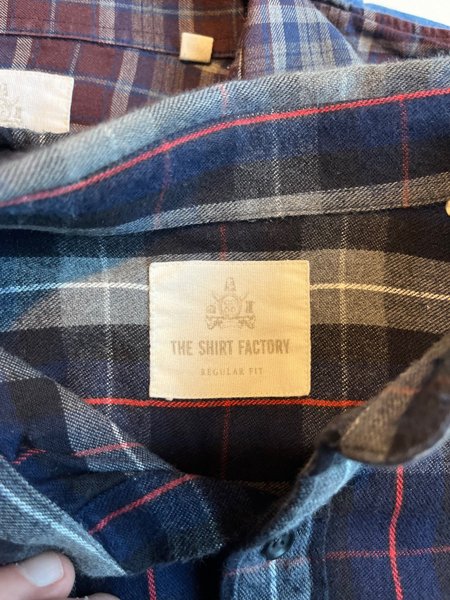 THE SHIRT FACTORY
REGULAR FIT